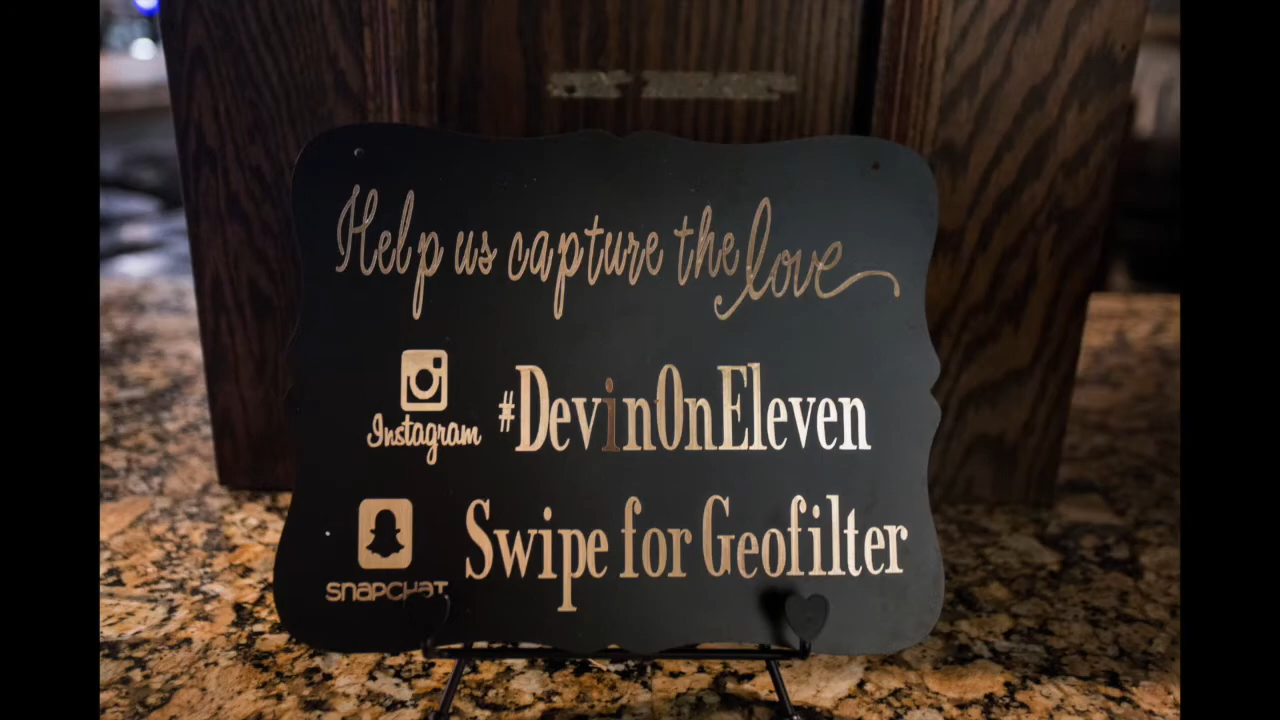 Help us capture the love
Instagram #DevinOnEleven
Swipe for Geofilter
SNAPCHAT